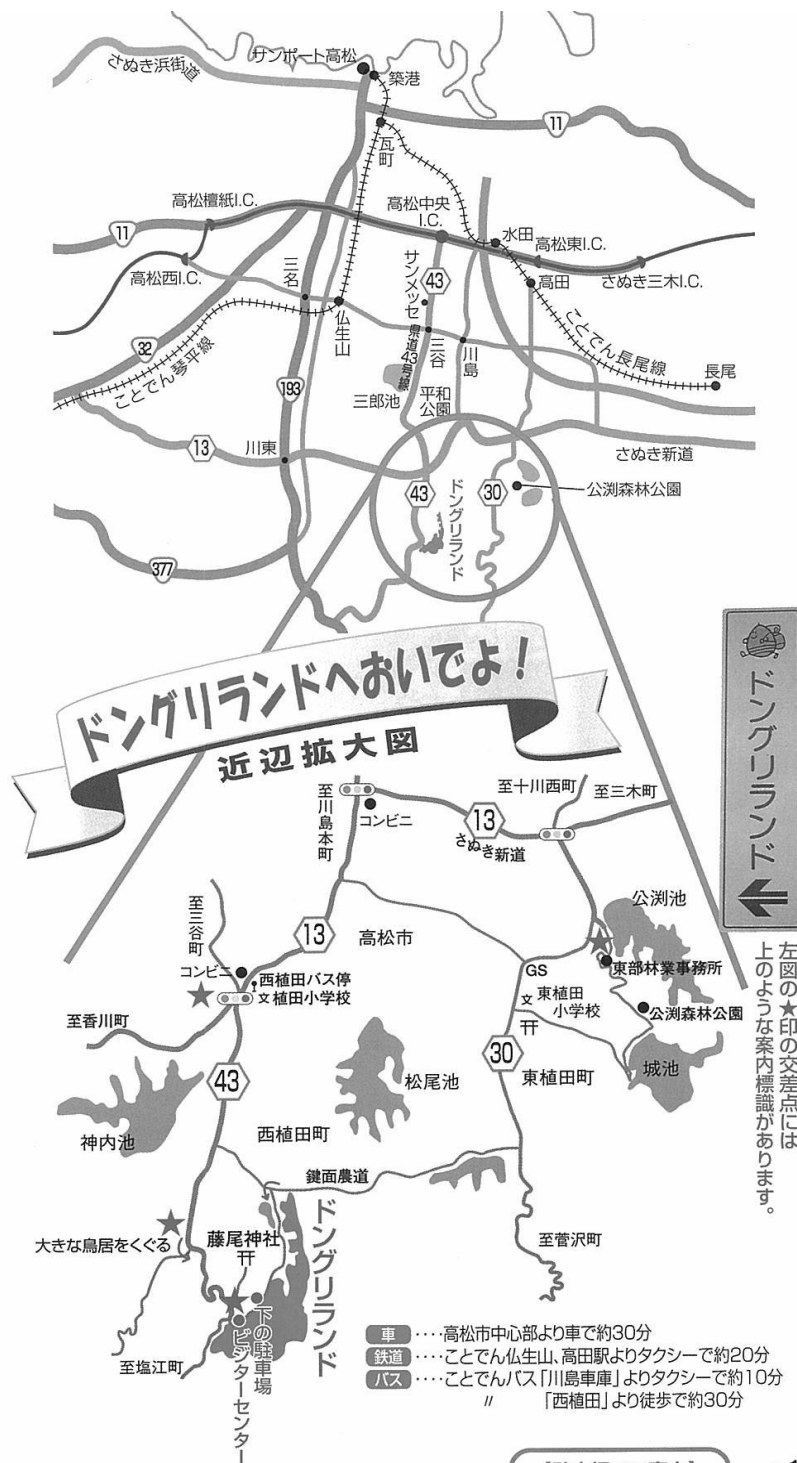 サンポート高松
さぬき浜街道
築港
瓦町
11
11
高松檀紙I.C.
高松中央
I.C.
水田
高松東I.C.
高松西I.C.
三名
サンメッセ
43
高田
さぬき三木I.C.
仏生山
県道43号線
三谷
川島
ことでん長尾線
長尾
32
ことでん琴平線
193
三郎池
平和
公園
13
川東
さぬき新道
43
30
ドングリランド
公渕森林公園
377
ドングリランドへおいでよ!
近辺拡大図
ドングリランド
左図の★印の交差点には
上のような案内標識があります。
至川島本町
コンビニ
13
さぬき新道
至十川西町
至三木町
至三谷町
13
高松市
公渕池
コンビニ
西植田バス停
文 植田小学校
GS
東部林業事務所
文 東植田
小学校
公渕森林公園
至香川町
43
30
松尾池
東植田町
城池
神内池
西植田町
鍵面農道
ドングリランド
大きな鳥居をくぐる
藤尾神社
至菅沢町
下の駐車場
ビジターセンター
至塩江町
車 ‥‥高松市中心部より車で約30分
鉄道 ‥‥ことでん仏生山、高田駅よりタクシーで約20分
バス ‥‥ことでんバス「川島車庫」よりタクシーで約10分
〃 「西植田」より徒歩で約30分